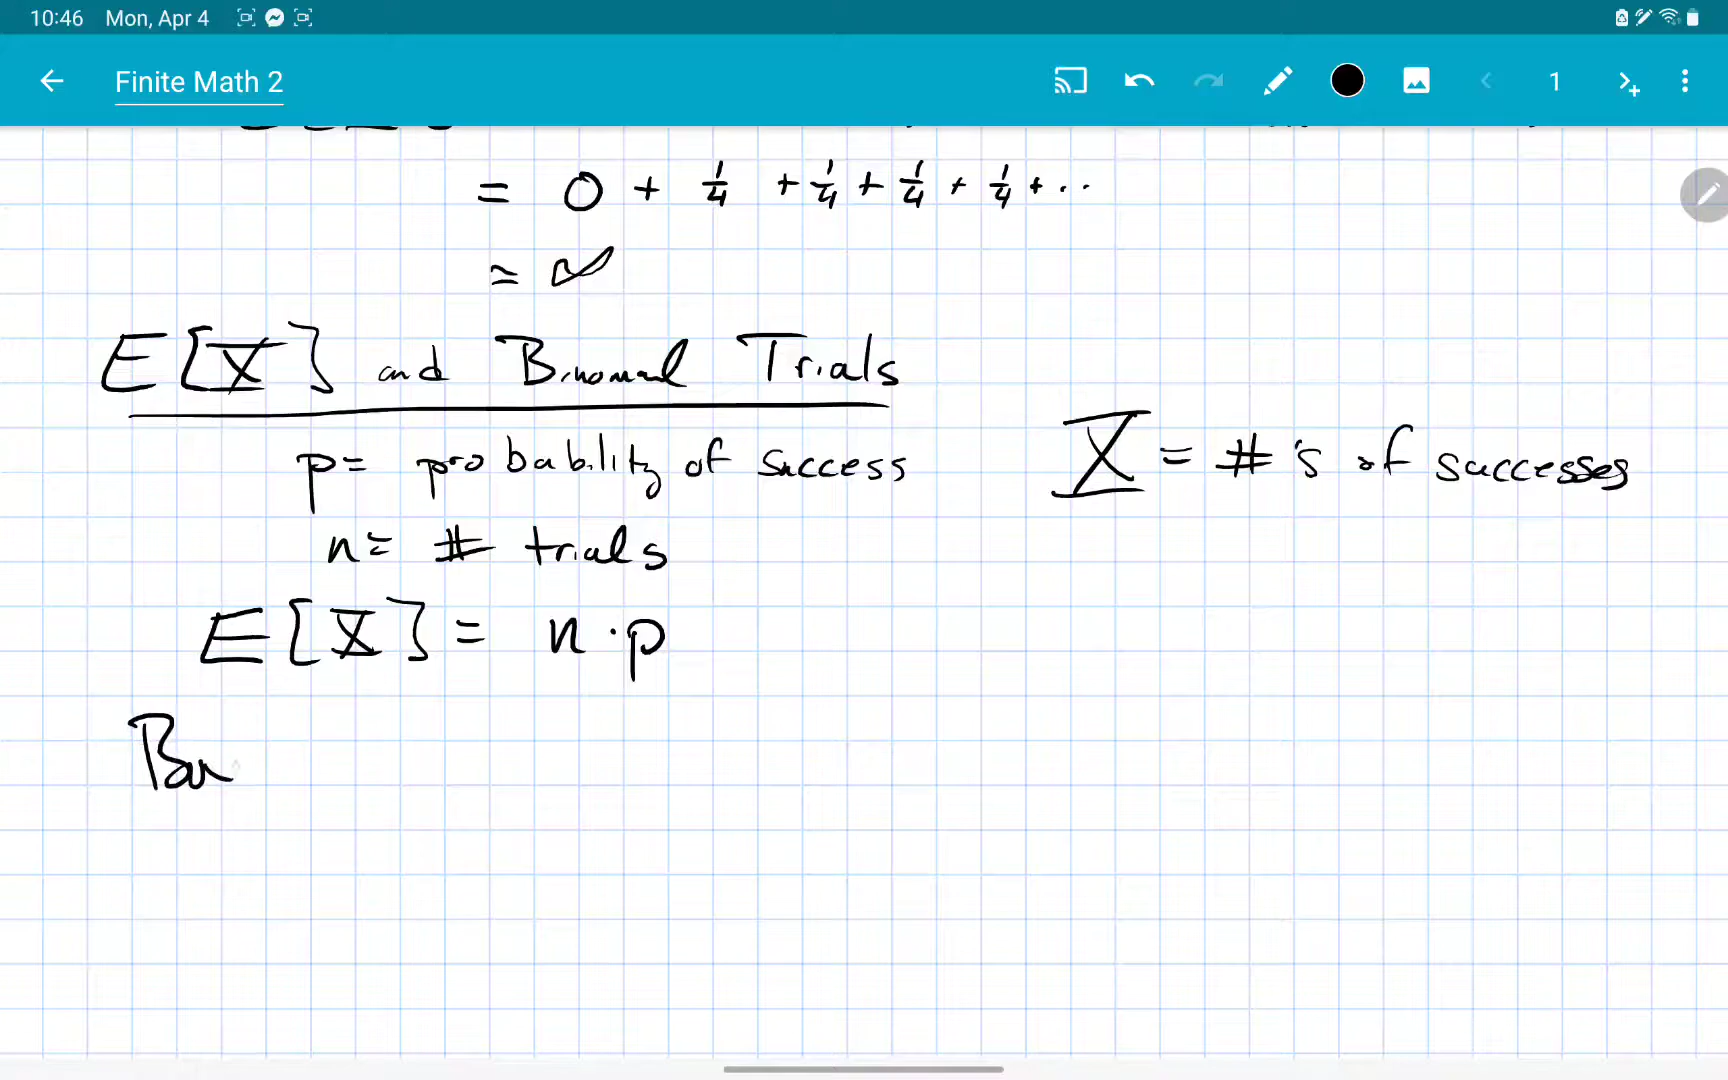 10:46 Mon, Apr 4
Finite Math 2
1
= 0 + 1/4 + 1/4 + 1/4 + 1/4 + ..
= ∞
E[X] and Binomial Trials
p = probability of success
X = # 's of successes
n = # trials
E[X] = n · p